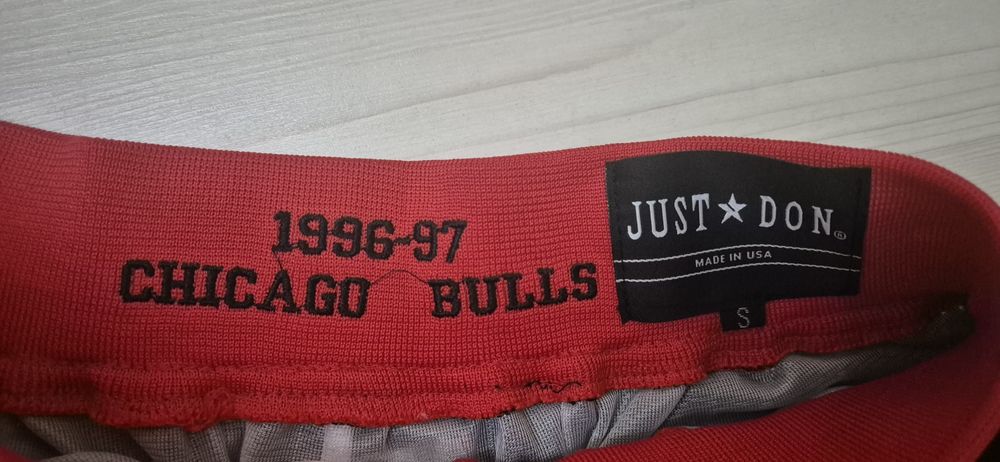 1996-97
CHICAGO BULLS
JUST★DON®
MADE IN USA
S